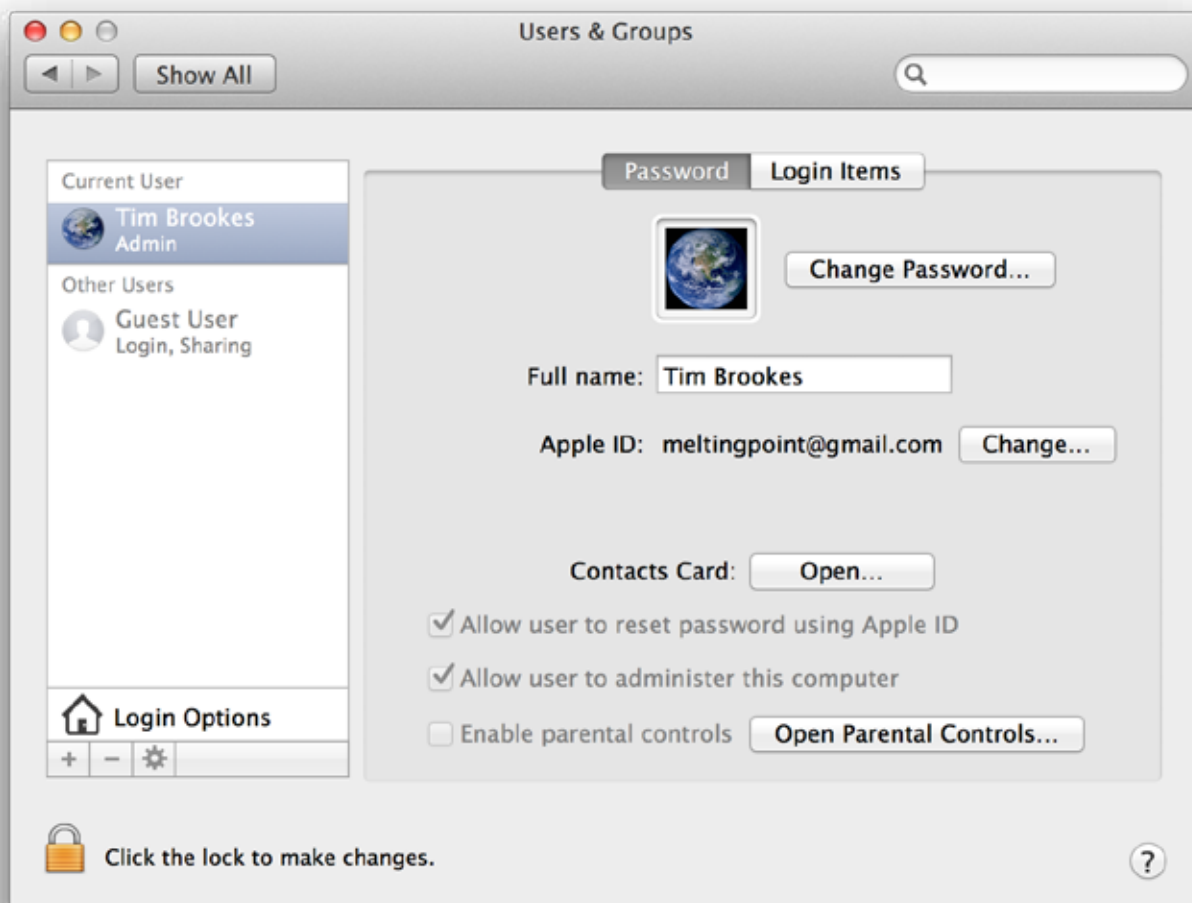 Users & Groups
Show All
Password
Login Items
Current User
Tim Brookes
Admin
Other Users
Guest User
Login, Sharing
Change Password...
Full name: Tim Brookes
Apple ID: meltingpoint@gmail.com Change...
Contacts Card: Open...
Allow user to reset password using Apple ID
Allow user to administer this computer
Enable parental controls Open Parental Controls...
Login Options
+ −
Click the lock to make changes.
?